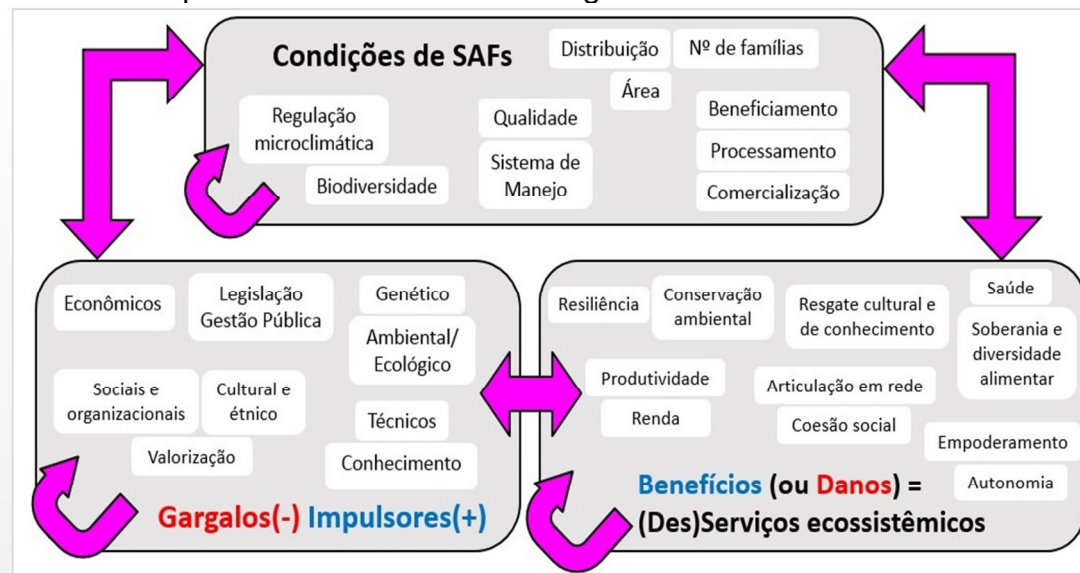 Condições de SAFs
Distribuição
Nº de famílias
Área
Regulação
microclimática
Biodiversidade
Qualidade
Sistema de
Manejo
Beneficiamento
Processamento
Comercialização
Econômicos
Legislação
Gestão Pública
Genético
Ambiental/
Ecológico
Sociais e
organizacionais
Cultural e
étnico
Valorização
Técnicos
Conhecimento
Gargalos(-) Impulsores(+)
Resiliência
Conservação
ambiental
Resgate cultural e
de conhecimento
Saúde
Soberania e
diversidade
alimentar
Produtividade
Renda
Articulação em rede
Coesão social
Empoderamento
Autonomia
Benefícios (ou Danos) =
(Des)Serviços ecossistêmicos